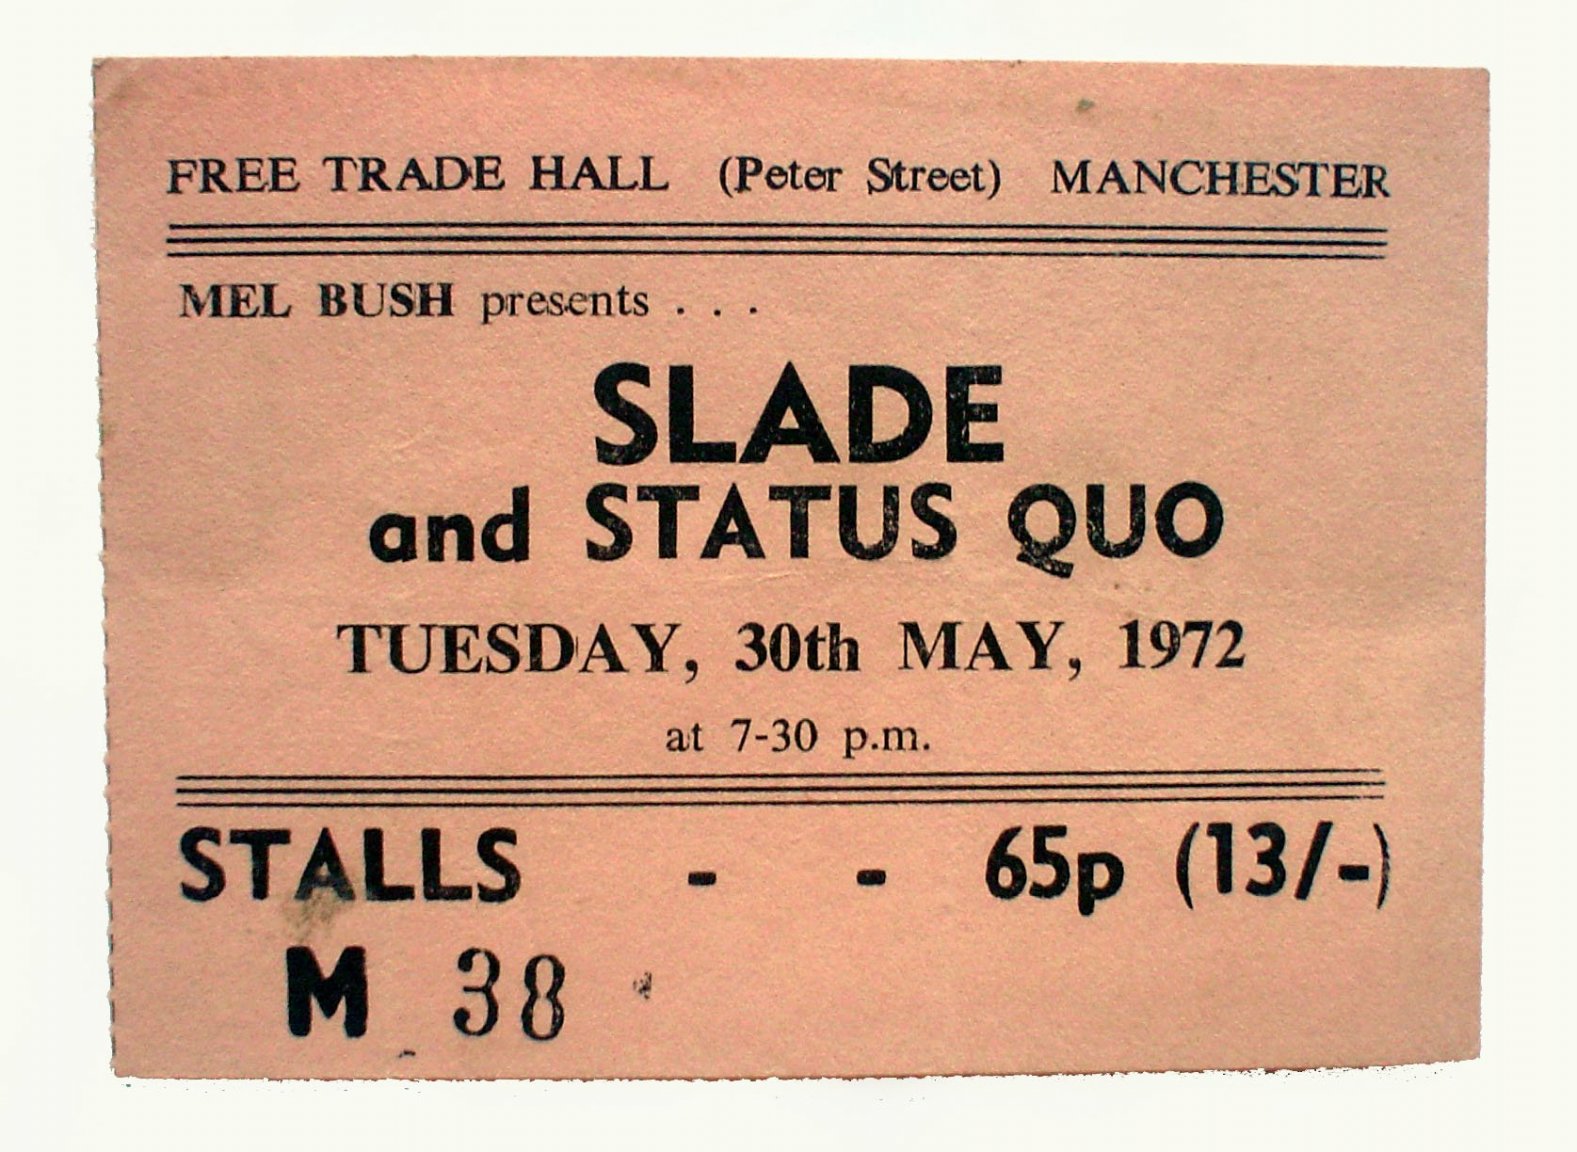 FREE TRADE HALL (Peter Street) MANCHESTER
MEL BUSH presents . . .
SLADE
and STATUS QUO
TUESDAY, 30th MAY, 1972
at 7-30 p.m.
STALLS - - 65p (13/-)
M 38